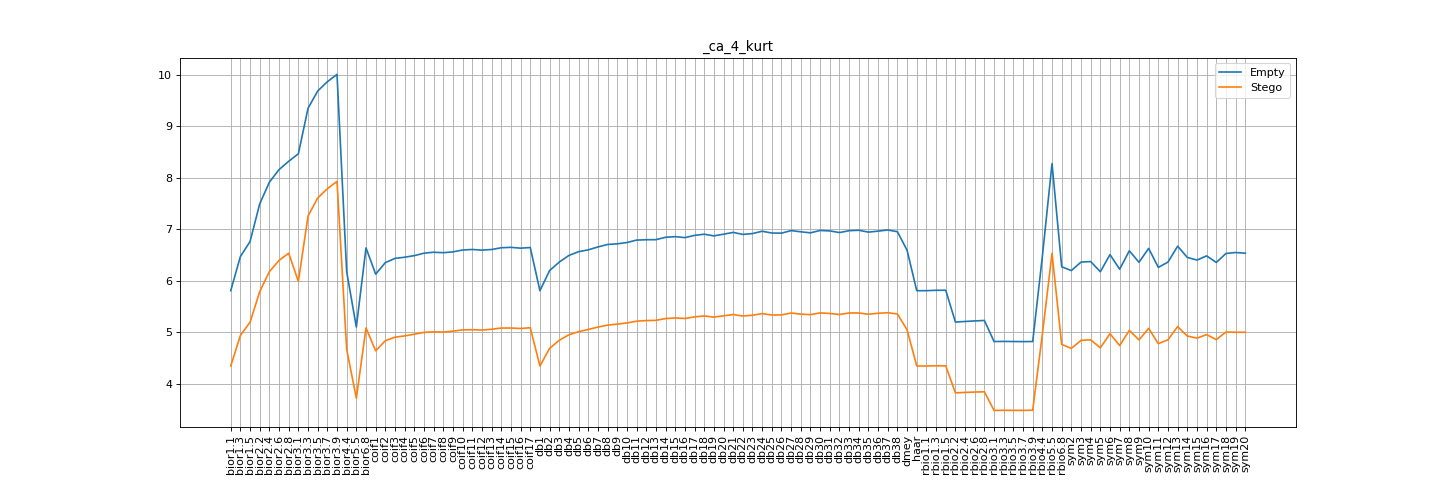 _ca_4_kurt
Empty
Stego
10
9
8
7
6
5
4
bior1.1
bior1.3
bior1.5
bior2.2
bior2.4
bior2.6
bior2.8
bior3.1
bior3.3
bior3.5
bior3.7
bior3.9
bior4.4
bior5.5
bior6.8
coif1
coif2
coif3
coif4
coif5
coif6
coif7
coif8
coif9
coif10
coif11
coif12
coif13
coif14
coif15
coif16
coif17
db1
db2
db3
db4
db5
db6
db7
db8
db9
db10
db11
db12
db13
db14
db15
db16
db17
db18
db19
db20
db21
db22
db23
db24
db25
db26
db27
db28
db29
db30
db31
db32
db33
db34
db35
db36
db37
db38
dmey
haar
rbio1.1
rbio1.3
rbio1.5
rbio2.2
rbio2.4
rbio2.6
rbio2.8
rbio3.1
rbio3.3
rbio3.5
rbio3.7
rbio3.9
rbio4.4
rbio5.5
rbio6.8
sym2
sym3
sym4
sym5
sym6
sym7
sym8
sym9
sym10
sym11
sym12
sym13
sym14
sym15
sym16
sym17
sym18
sym19
sym20